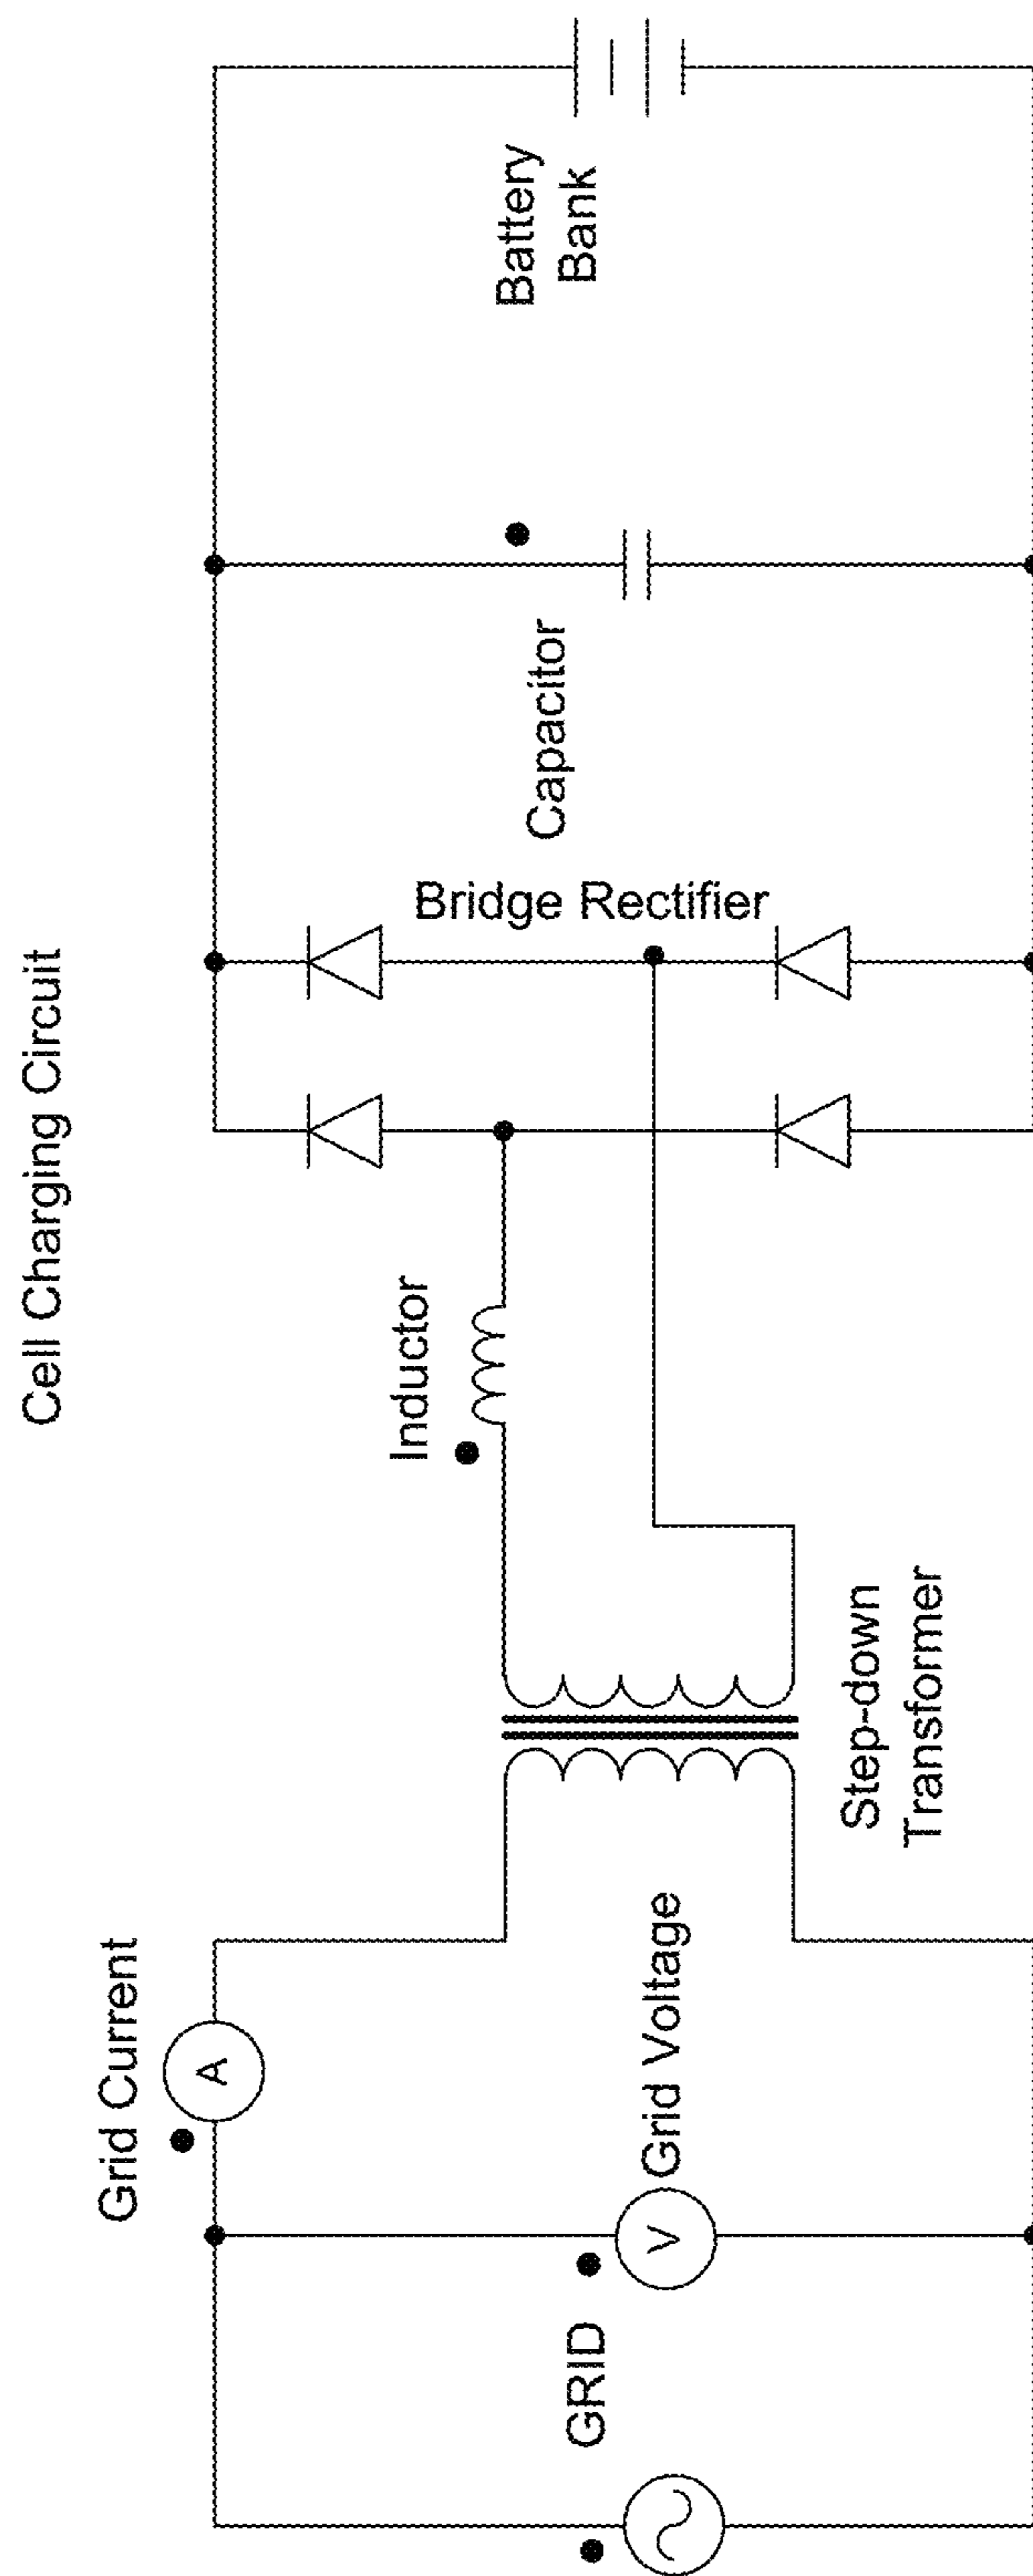 Cell Charging Circuit
Grid Current
A
GRID
V
Grid Voltage
Step-down
Transformer
Inductor
Bridge Rectifier
Capacitor
Battery
Bank